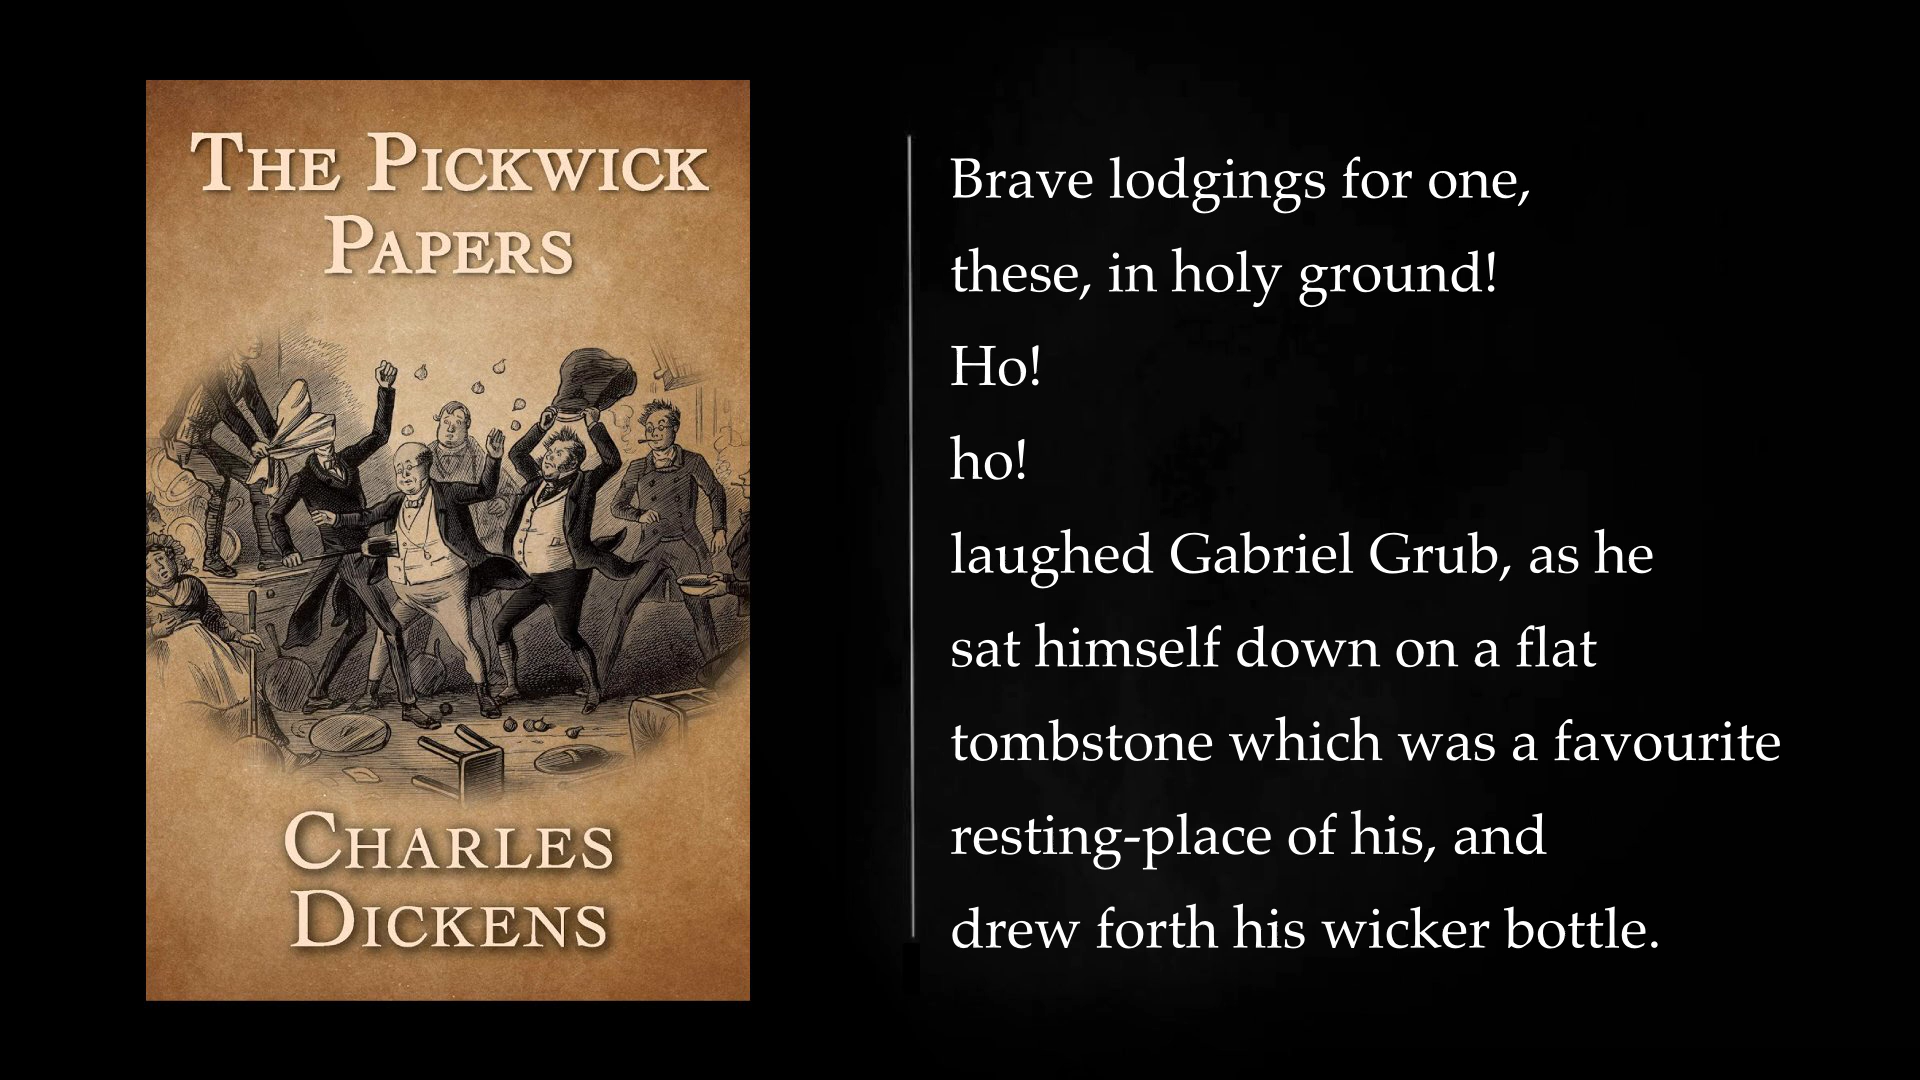 The Pickwick
Papers
Charles
Dickens
Brave lodgings for one,
these, in holy ground!
Ho!
ho!
laughed Gabriel Grub, as he
sat himself down on a flat
tombstone which was a favourite
resting-place of his, and
drew forth his wicker bottle.